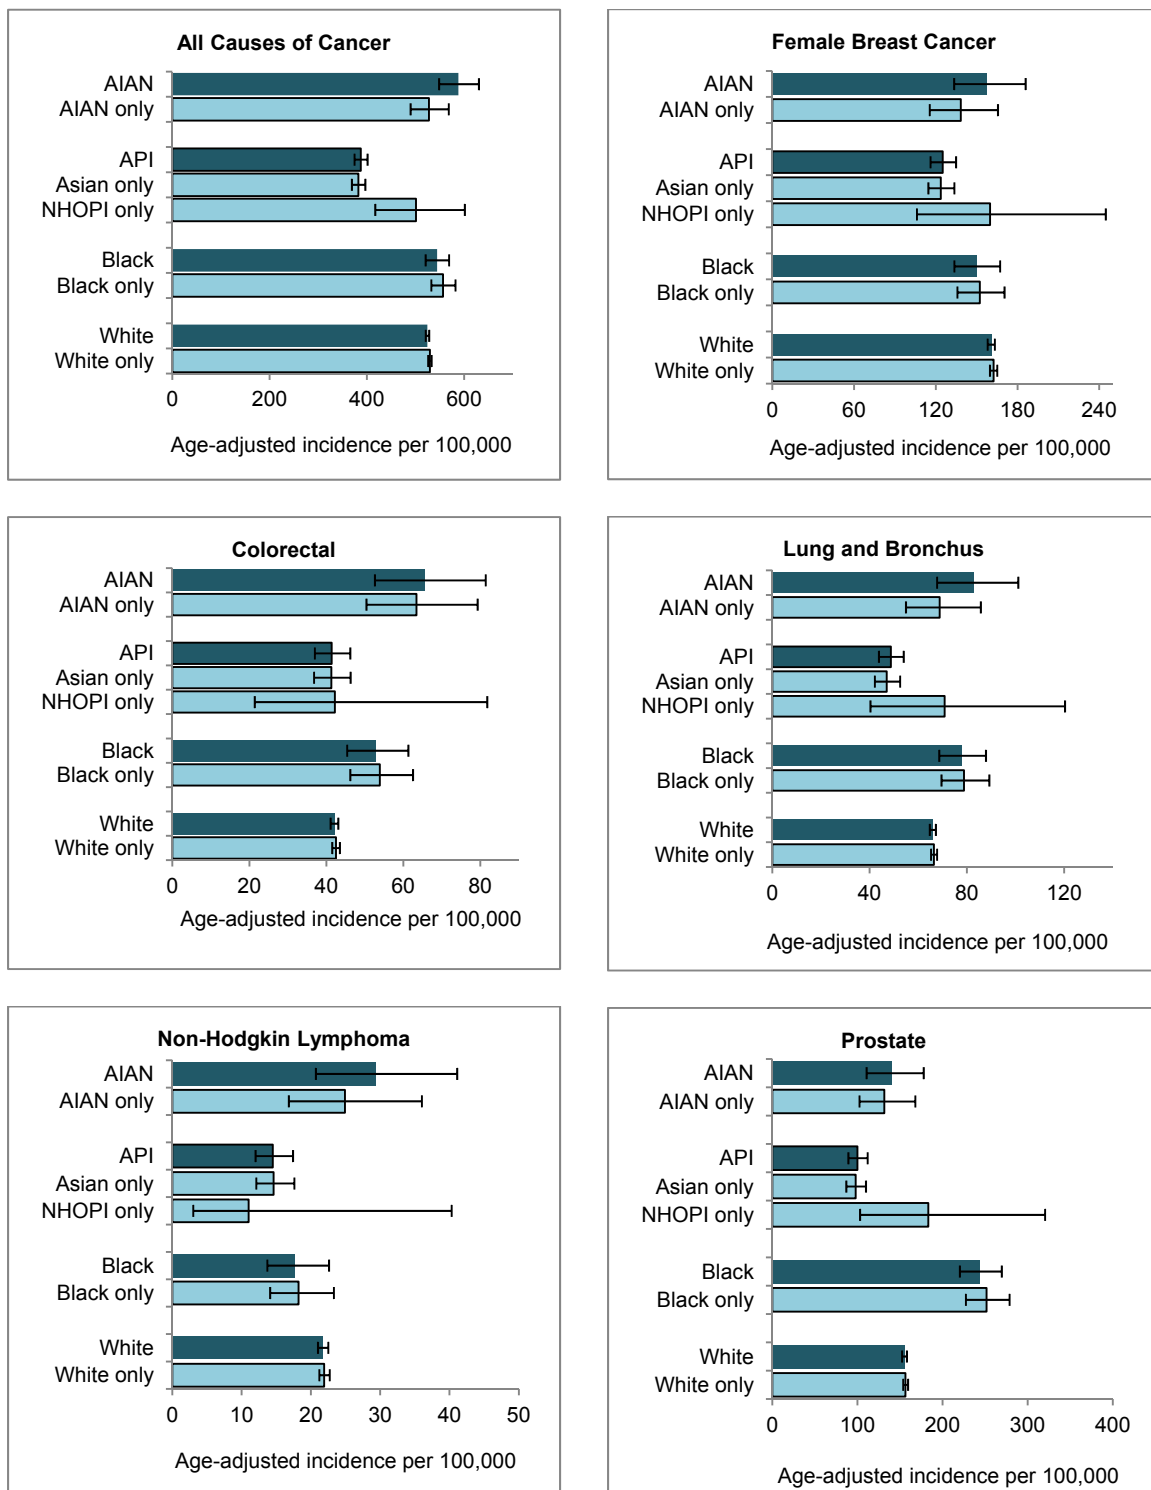 All Causes of Cancer
AIAN
AIAN only
API
Asian only
NHOPI only
Black
Black only
White
White only
0 200 400 600
Age-adjusted incidence per 100,000
Female Breast Cancer
AIAN
AIAN only
API
Asian only
NHOPI only
Black
Black only
White
White only
0 60 120 180 240
Age-adjusted incidence per 100,000
Colorectal
AIAN
AIAN only
API
Asian only
NHOPI only
Black
Black only
White
White only
0 20 40 60 80
Age-adjusted incidence per 100,000
Lung and Bronchus
AIAN
AIAN only
API
Asian only
NHOPI only
Black
Black only
White
White only
0 40 80 120
Age-adjusted incidence per 100,000
Non-Hodgkin Lymphoma
AIAN
AIAN only
API
Asian only
NHOPI only
Black
Black only
White
White only
0 10 20 30 40 50
Age-adjusted incidence per 100,000
Prostate
AIAN
AIAN only
API
Asian only
NHOPI only
Black
Black only
White
White only
0 100 200 300 400
Age-adjusted incidence per 100,000